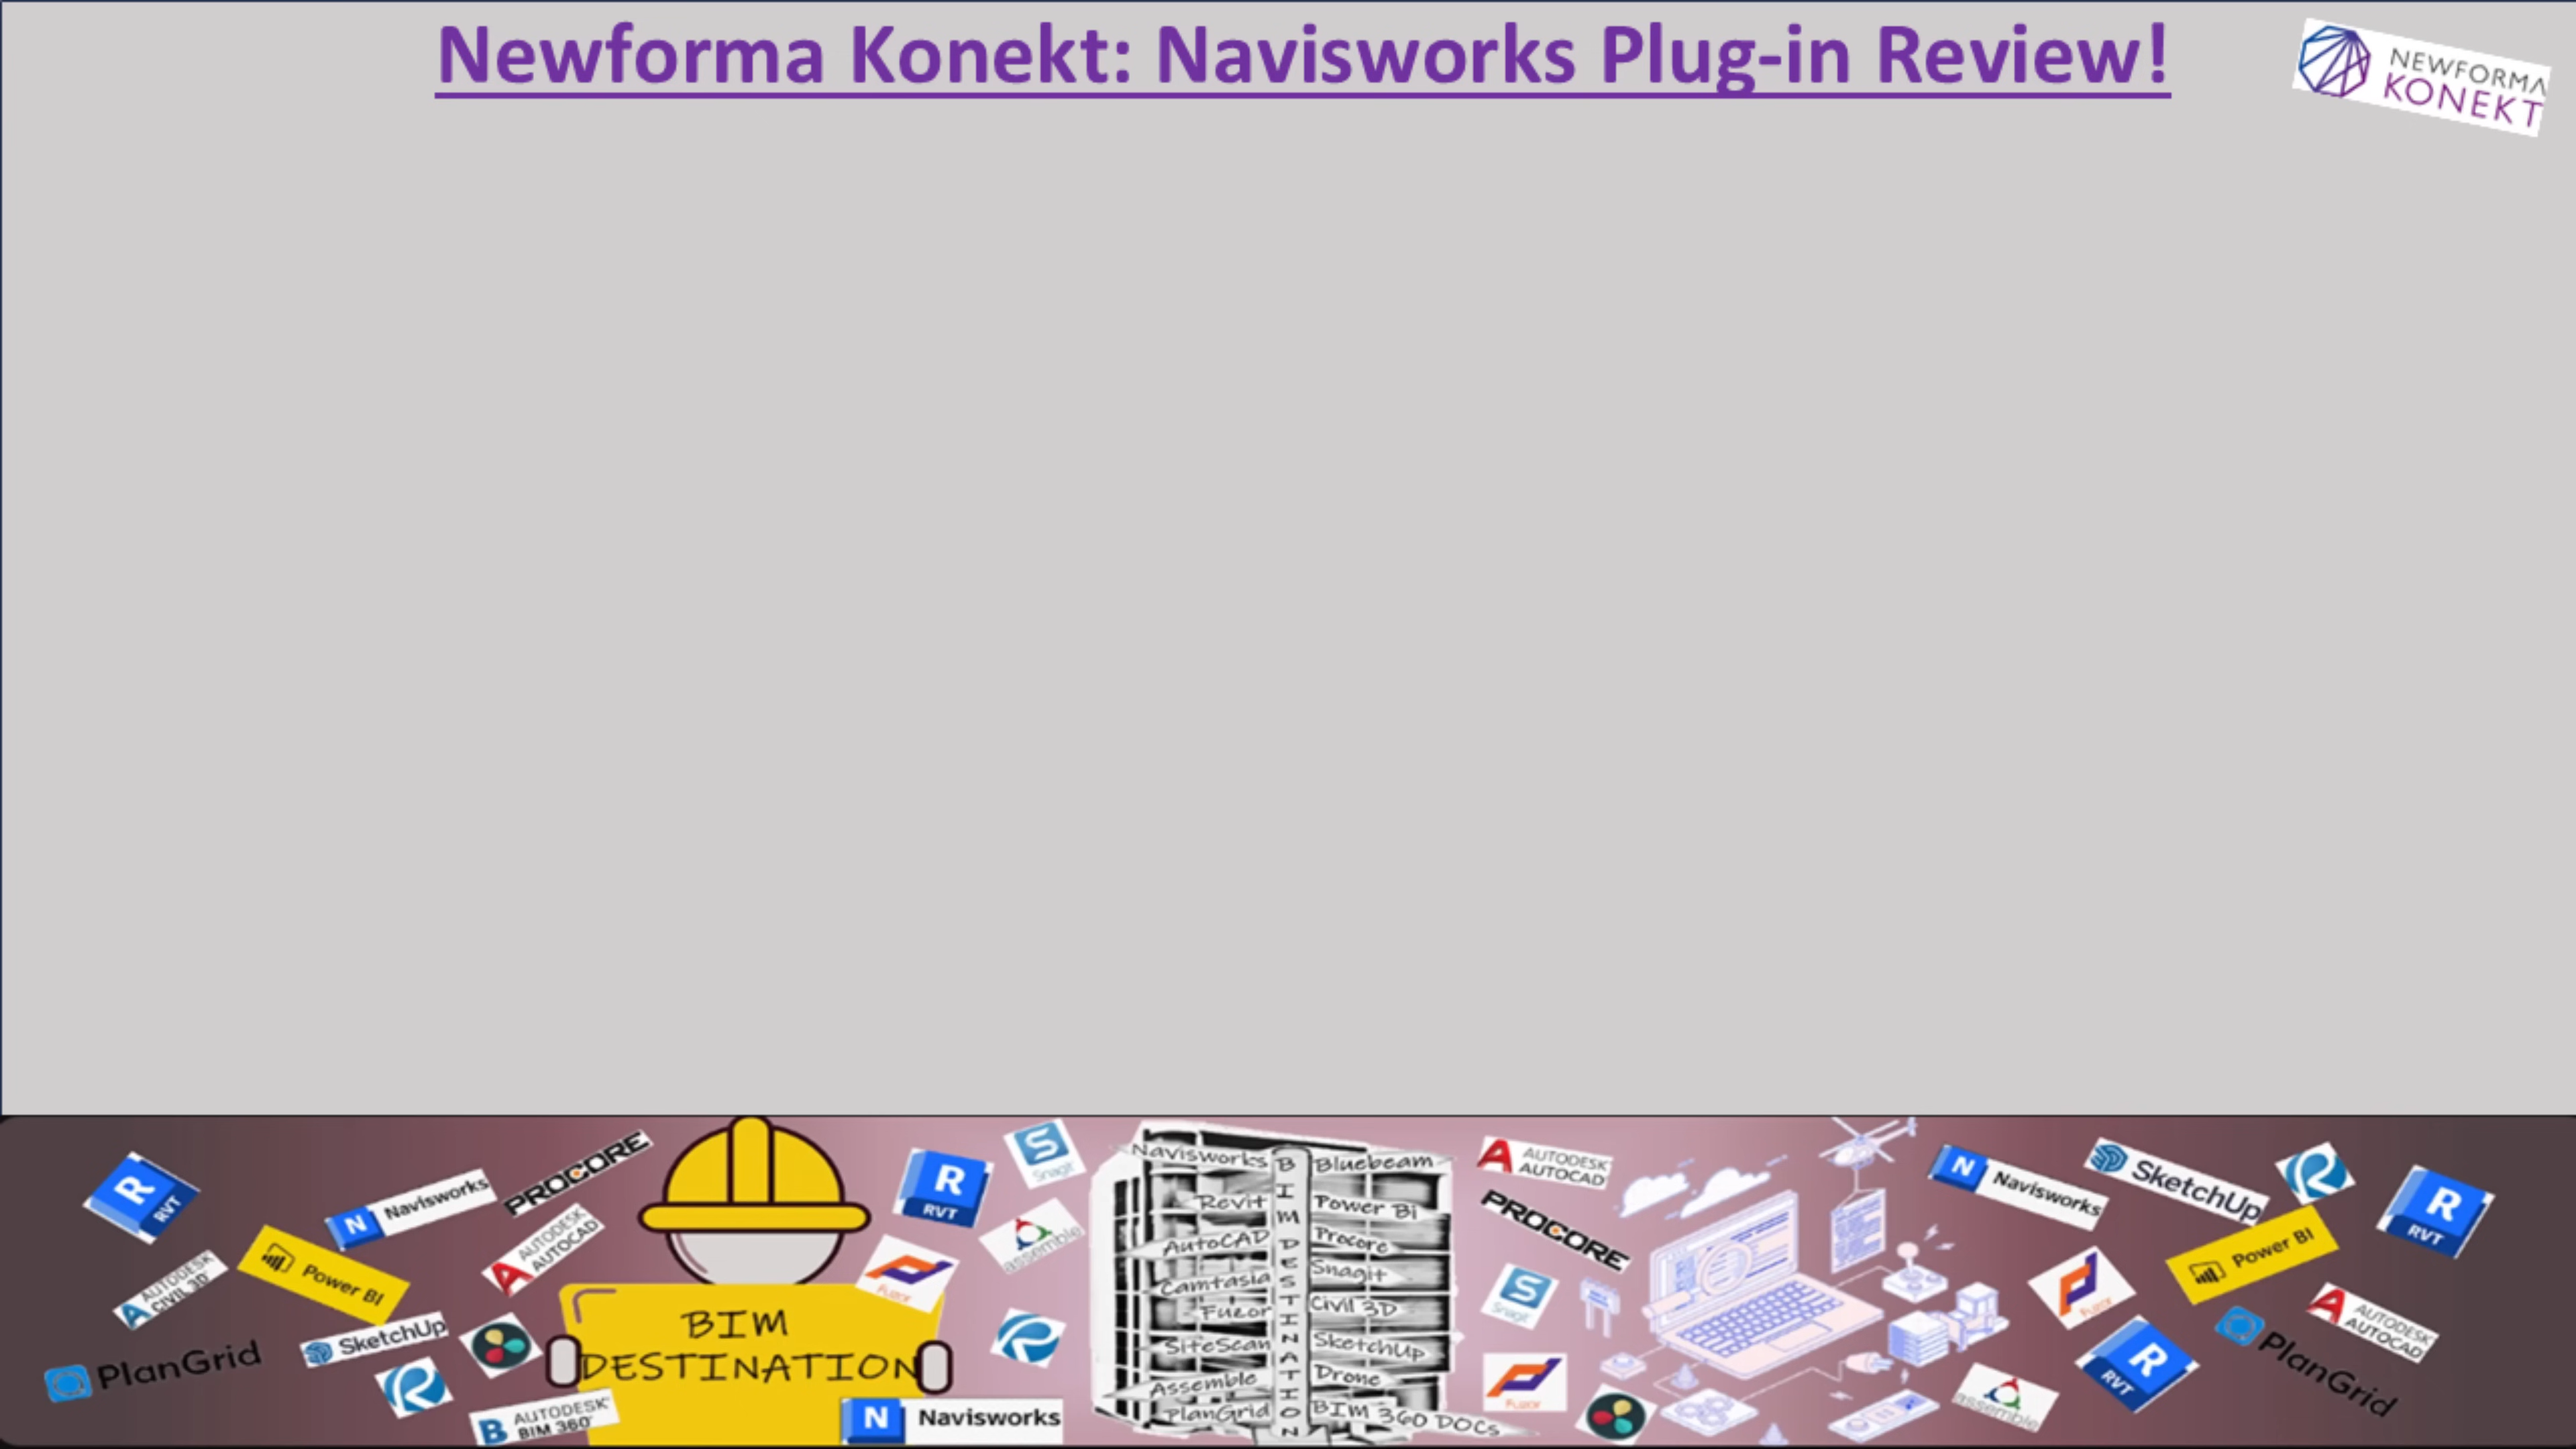 Newforma Konekt: Navisworks Plug-in Review!
NEWFORMA
KONEKT
R
RVT
AUTODESK
CIVIL 3D
PlanGrid
Power BI
N Navisworks
SketchUp
PROCORE
AUTODESK
AUTOCAD
B AUTODESK
BIM 360
BIM
DESTINATION
R
RVT
S
Snagit
assemble
Fuzor
N Navisworks
BIM DESTINATION
Navisworks
Revit
AutoCAD
Camtasia
Fuzor
SiteScan
Assemble
PlanGrid
Bluebeam
Power Bi
Procore
Snagit
Civil 3D
SketchUp
Drone
BIM 360 DOCs
AUTODESK
AUTOCAD
PROCORE
S
Snagit
Fuzor
N Navisworks
SketchUp
R
RVT
Power BI
Fuzor
R
RVT
assemble
AUTODESK
AUTOCAD
PlanGrid